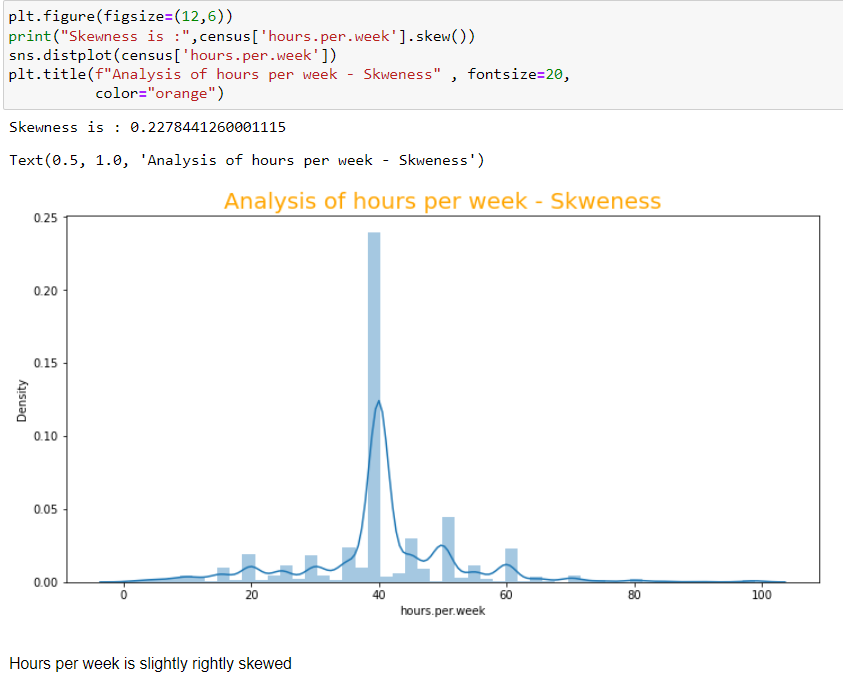 plt.figure(figsize=(12,6))
print("Skewness is :",census['hours.per.week'].skew())
sns.distplot(census['hours.per.week'])
plt.title(f"Analysis of hours per week - Skweness" , fontsize=20,
color="orange")
Skewness is : 0.2278441260001115
Text(0.5, 1.0, 'Analysis of hours per week - Skweness')
Analysis of hours per week - Skweness
0.25
0.20
0.15
Density
0.10
0.05
0.00
0 20 40 60 80 100
hours.per.week
Hours per week is slightly rightly skewed